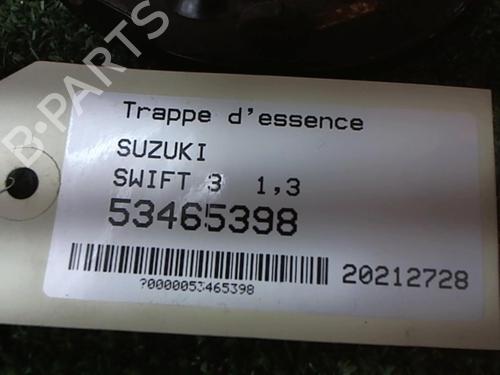 B-PARTS
Trappe d'essence
SUZUKI
SWIFT 3 1,3
53465398
?0000053465398
20212728